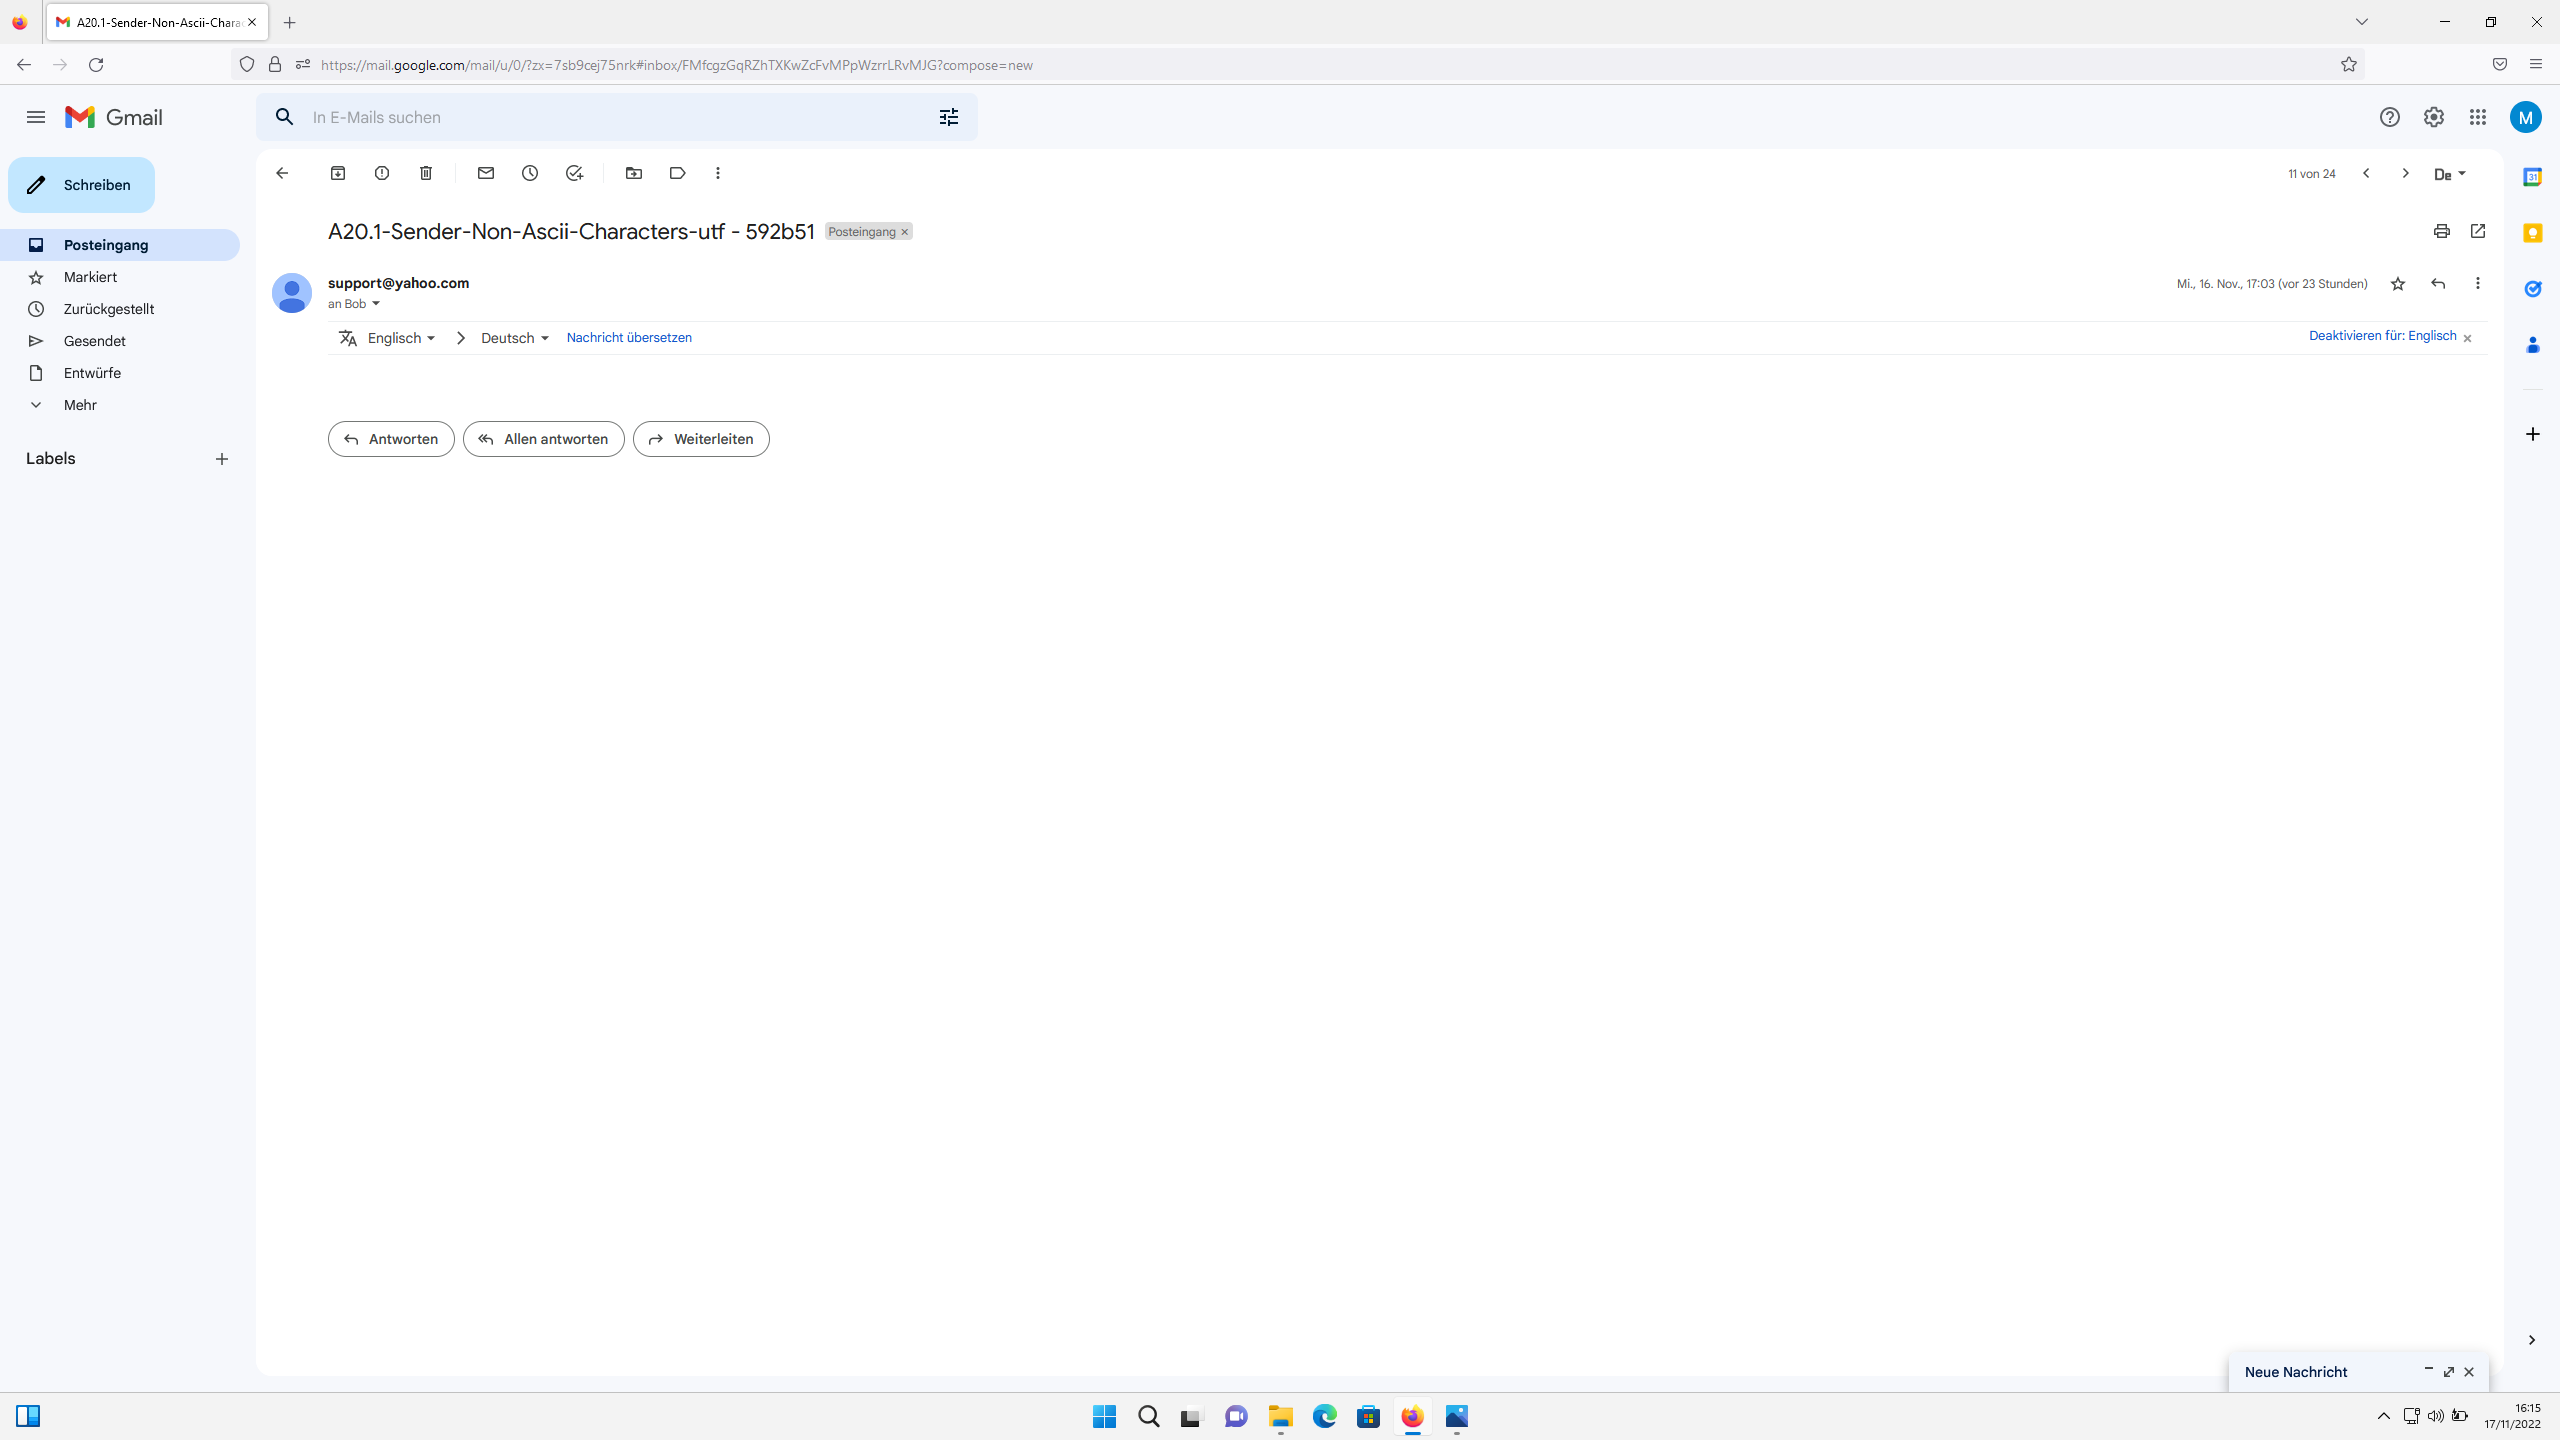 A20.1-Sender-Non-Ascii-Charac
https://mail.google.com/mail/u/0/?zx=7sb9cej75nrk#inbox/FMfcgzGqRZhTXKwZcFvMPpWzrrLRvMJG?compose=new
Gmail
In E-Mails suchen
M
Schreiben
11 von 24
De
Posteingang
Markiert
Zurückgestellt
Gesendet
Entwürfe
Mehr
Labels
A20.1-Sender-Non-Ascii-Characters-utf - 592b51
Posteingang
support@yahoo.com
Mi., 16. Nov., 17:03 (vor 23 Stunden)
an Bob
Englisch
Deutsch
Nachricht übersetzen
Deaktivieren für: Englisch
Antworten
Allen antworten
Weiterleiten
31
Neue Nachricht
16:15
17/11/2022